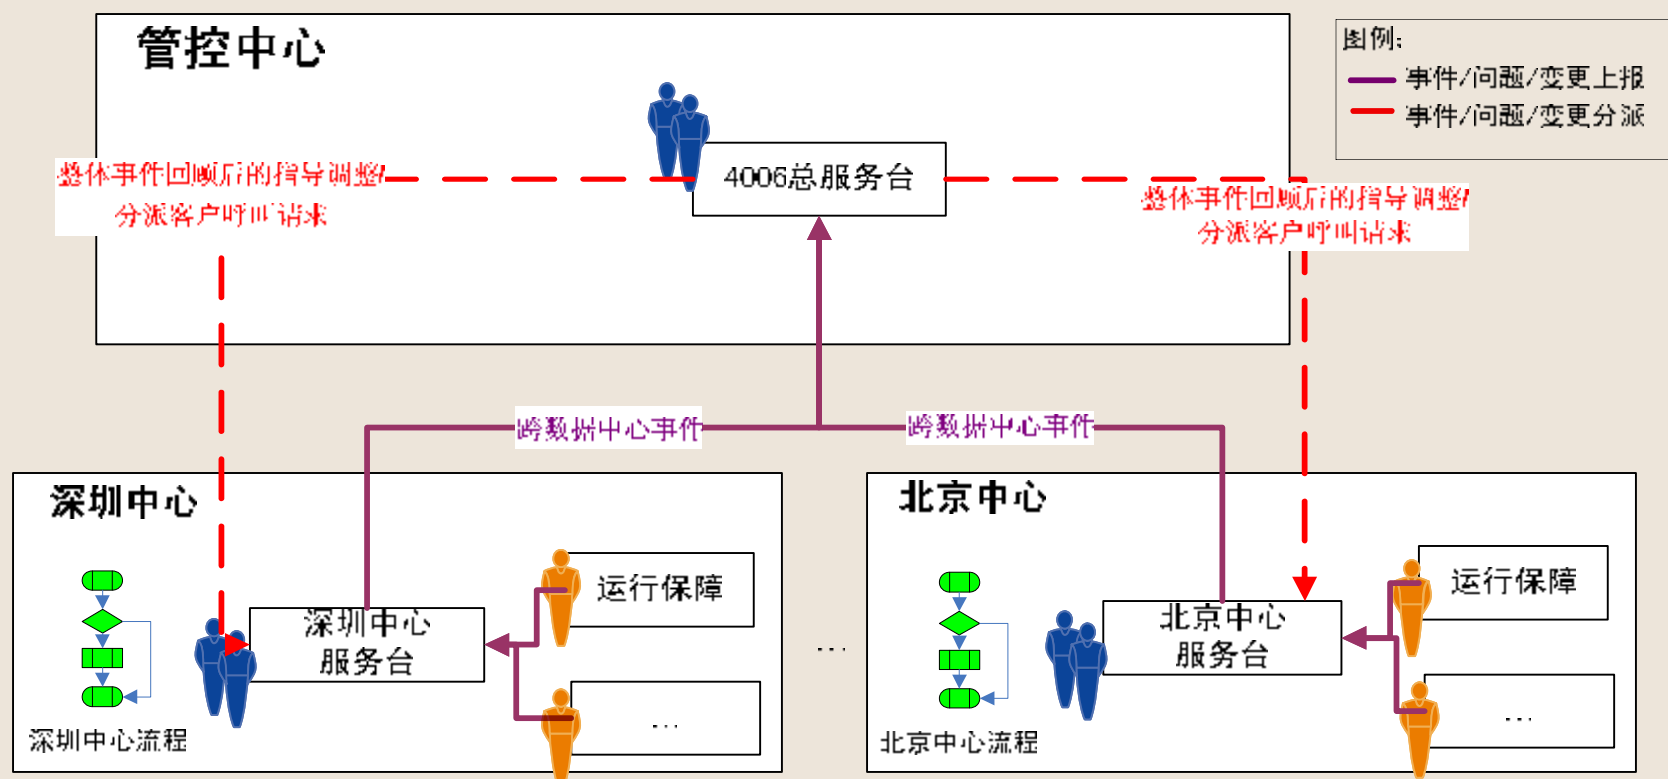 管控中心
图例:
事件/问题/变更上报
事件/问题/变更分派
4006总服务台
整体事件回顾后的指导调整/
分派客户呼叫请求
整体事件回顾后的指导调整/
分派客户呼叫请求
跨数据中心事件
跨数据中心事件
深圳中心
运行保障
深圳中心
服务台
...
深圳中心流程
...
北京中心
运行保障
北京中心
服务台
...
北京中心流程